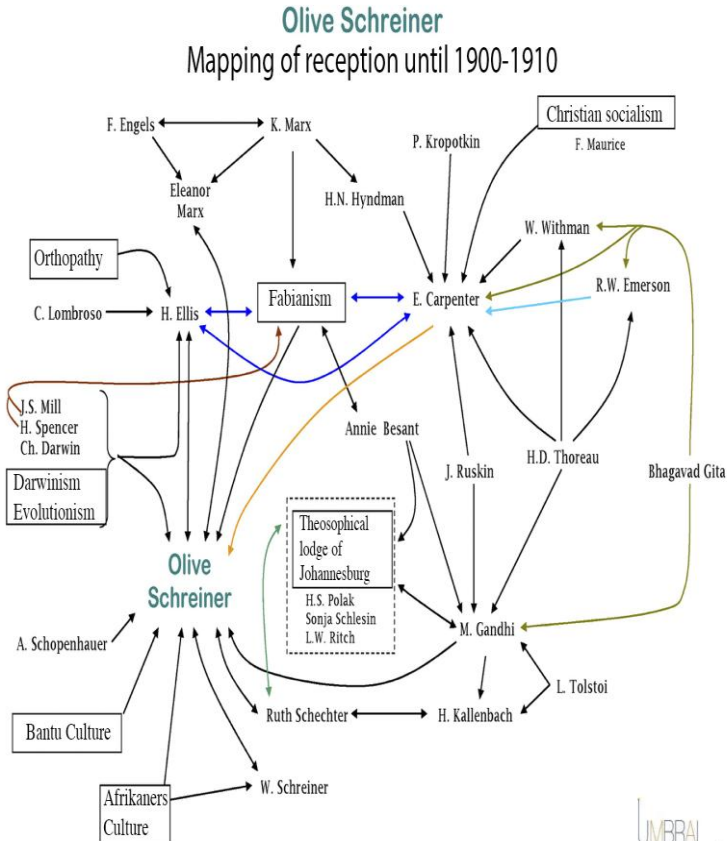 Olive Schreiner
Mapping of reception until 1900-1910
F. Engels
K. Marx
Christian socialism
F. Maurice
P. Kropotkin
Eleanor
Marx
H.N. Hyndman
W. Withman
Orthopathy
R.W. Emerson
Fabianism
E. Carpenter
C. Lombroso
H. Ellis
J.S. Mill
H. Spencer
Ch. Darwin
Annie Besant
H.D. Thoreau
J. Ruskin
Bhagavad Gita
Darwinism
Evolutionism
Theosophical
lodge of
Johannesburg
H.S. Polak
Sonja Schlesin
L.W. Ritch
Olive
Schreiner
M. Gandhi
A. Schopenhauer
L. Tolstoi
Ruth Schechter
H. Kallenbach
Bantu Culture
W. Schreiner
Afrikaners
Culture